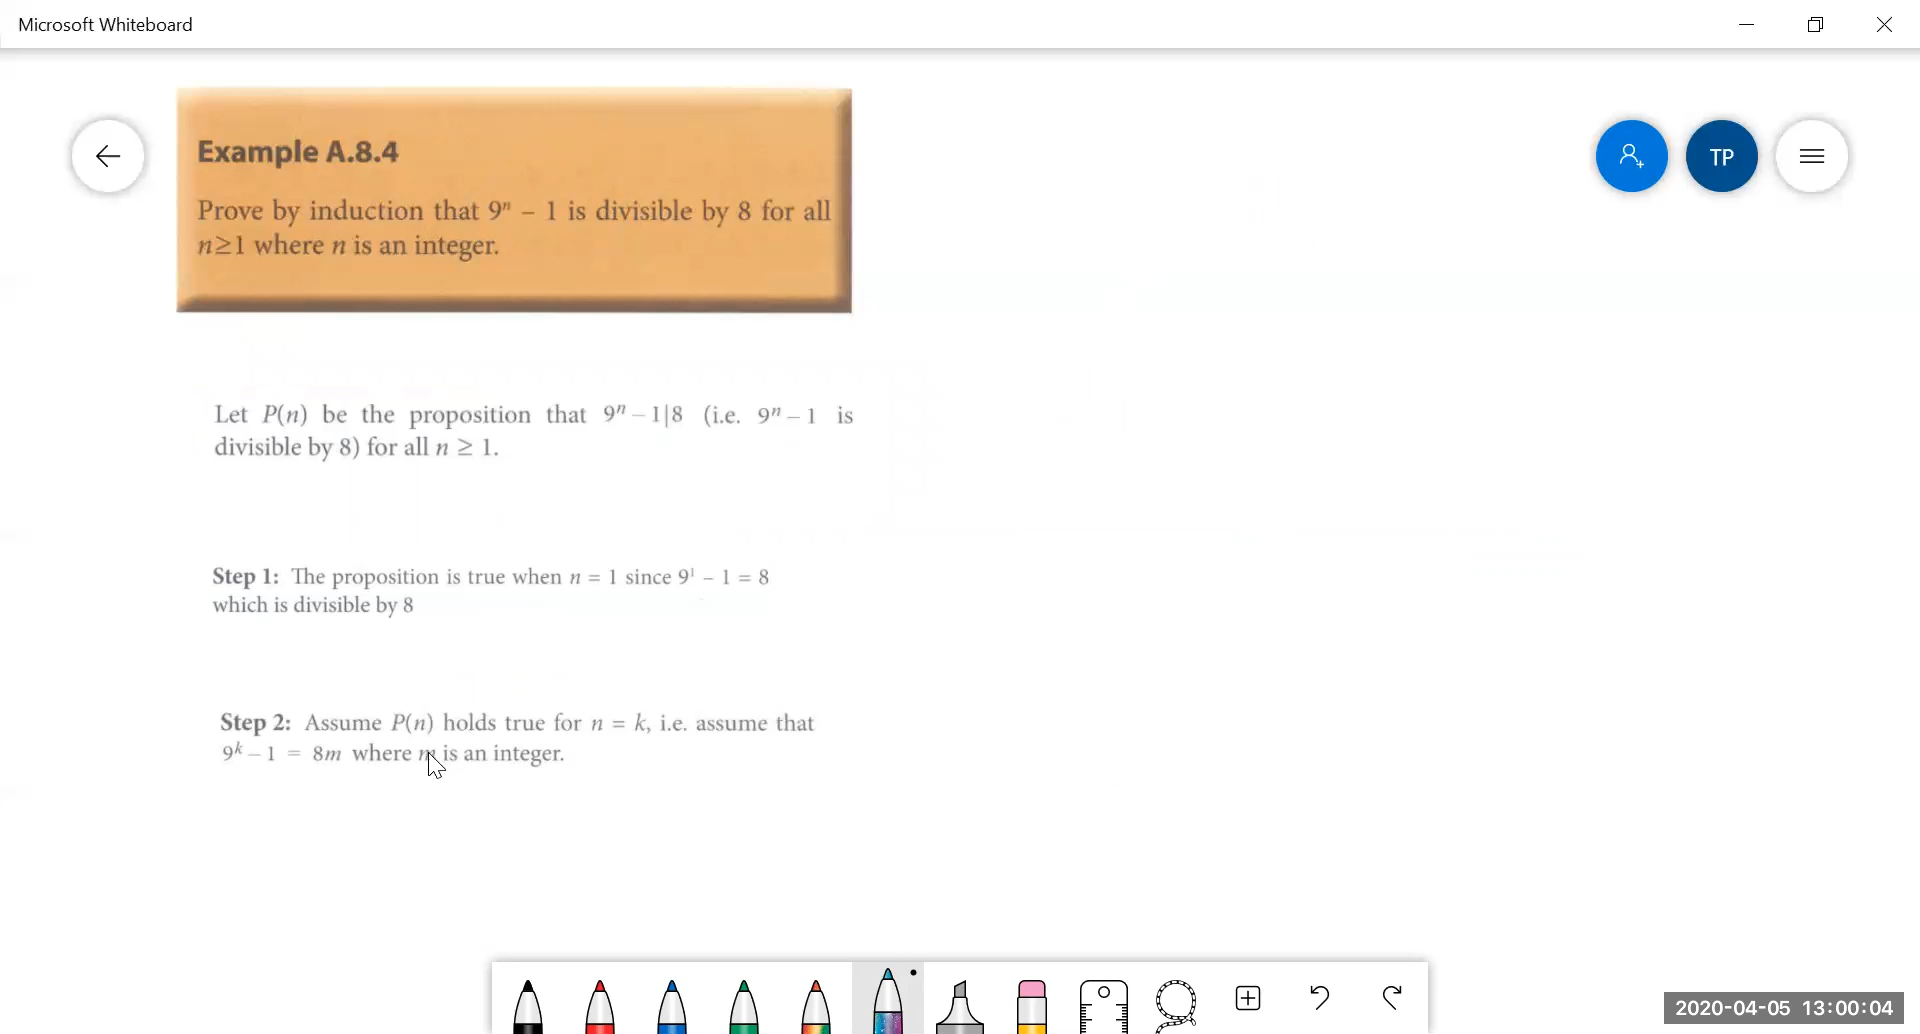 Microsoft Whiteboard
Example A.8.4
Prove by induction that 9ⁿ – 1 is divisible by 8 for all
n≥1 where n is an integer.
TP
Let P(n) be the proposition that 9ⁿ – 1|8 (i.e. 9ⁿ – 1 is
divisible by 8) for all n ≥ 1.
Step 1: The proposition is true when n = 1 since 9¹ – 1 = 8
which is divisible by 8
Step 2: Assume P(n) holds true for n = k, i.e. assume that
9ᵏ – 1 = 8m where m is an integer.
2020-04-05 13:00:04